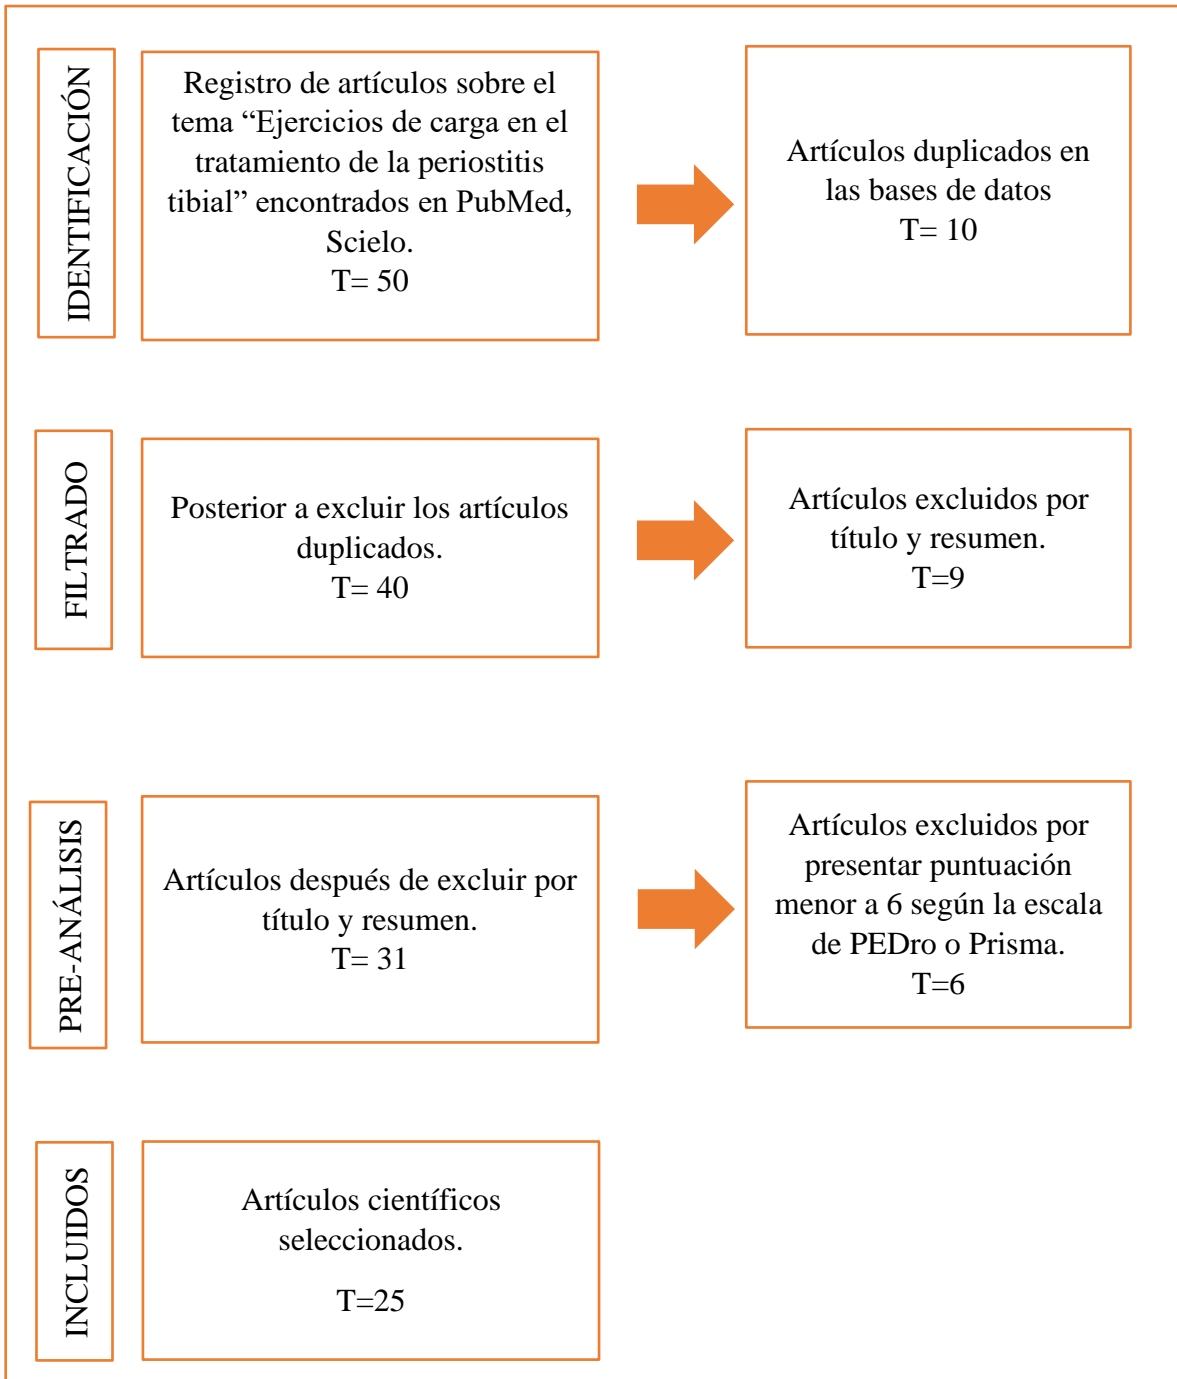 IDENTIFICACIÓN
Registro de artículos sobre el
tema “Ejercicios de carga en el
tratamiento de la periostitis
tibial” encontrados en PubMed,
Scielo.
T= 50
Artículos duplicados en
las bases de datos
T= 10
FILTRADO
Posterior a excluir los artículos
duplicados.
T= 40
Artículos excluidos por
título y resumen.
T=9
PRE-ANÁLISIS
Artículos después de excluir por
título y resumen.
T= 31
Artículos excluidos por
presentar puntuación
menor a 6 según la escala
de PEDro o Prisma.
T=6
INCLUIDOS
Artículos científicos
seleccionados.
T=25